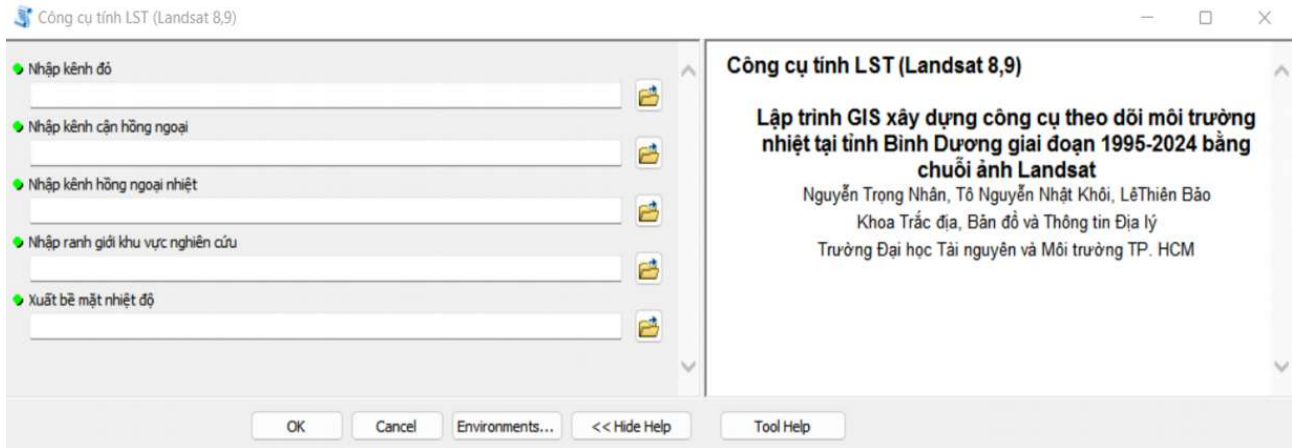 Công cụ tính LST (Landsat 8,9)
Nhập kênh đỏ
Nhập kênh cận hồng ngoại
Nhập kênh hồng ngoại nhiệt
Nhập ranh giới khu vực nghiên cứu
Xuất bề mặt nhiệt độ
Công cụ tính LST (Landsat 8,9)
Lập trình GIS xây dựng công cụ theo dõi môi trường
nhiệt tại tỉnh Bình Dương giai đoạn 1995-2024 bằng
chuỗi ảnh Landsat
Nguyễn Trọng Nhân, Tô Nguyễn Nhật Khôi, LêThiên Bảo
Khoa Trắc địa, Bản đồ và Thông tin Địa lý
Trường Đại học Tài nguyên và Môi trường TP. HCM
OK
Cancel
Environments...
<< Hide Help
Tool Help